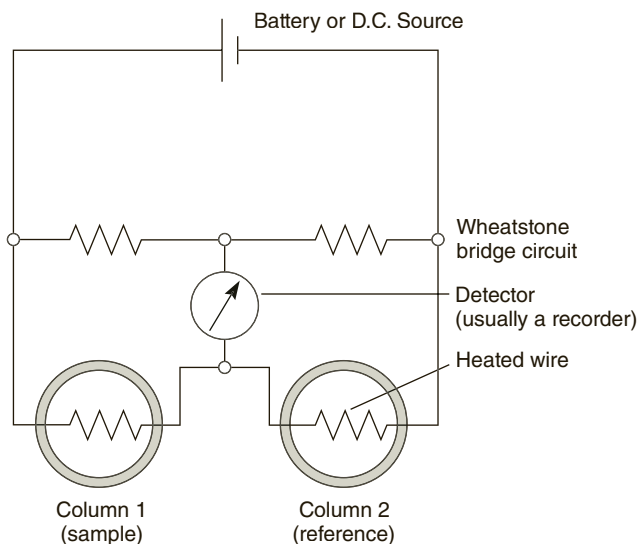 Battery or D.C. Source
Wheatstone
bridge circuit
Detector
(usually a recorder)
Heated wire
Column 1
(sample)
Column 2
(reference)